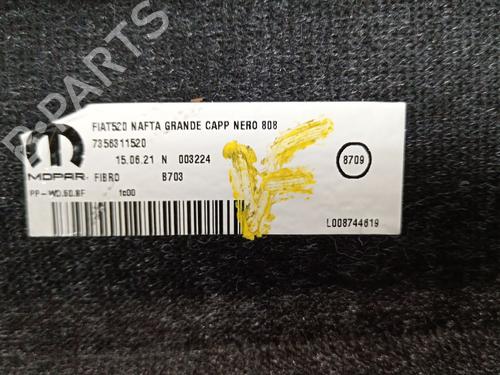 FIAT520 NAFTA GRANDE CAPP NERO 808
7356311520
15.06.21 N 003224
MOPAR FIBRO B703
PP-WD.60.8F 1c00
8709
L008744619